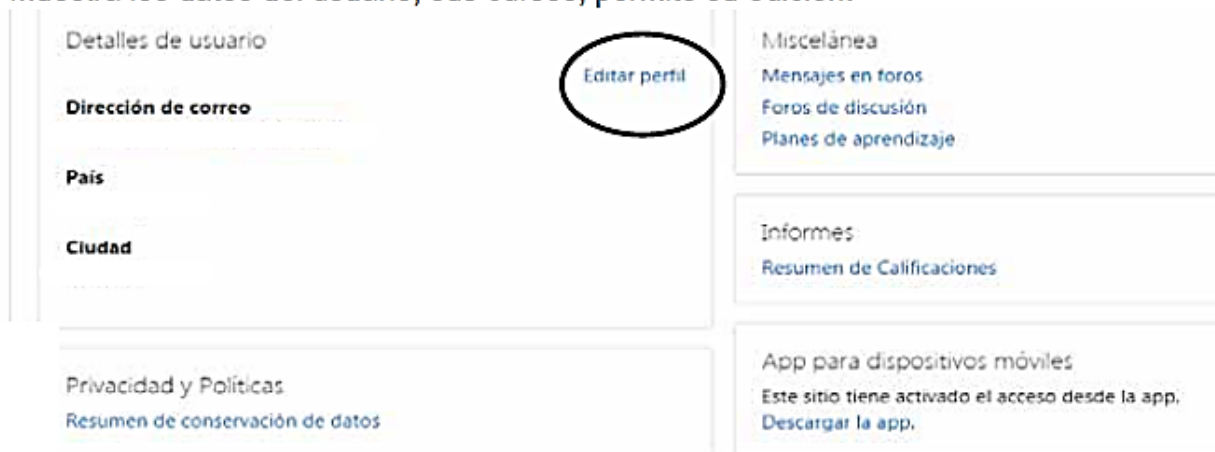 muestra los datos del usuario, sus cursos, permite su edición.
Detalles de usuario
Editar perfil
Dirección de correo
País
Ciudad
Privacidad y Políticas
Resumen de conservación de datos
Miscelánea
Mensajes en foros
Foros de discusión
Planes de aprendizaje
Informes
Resumen de Calificaciones
App para dispositivos móviles
Este sitio tiene activado el acceso desde la app.
Descargar la app.